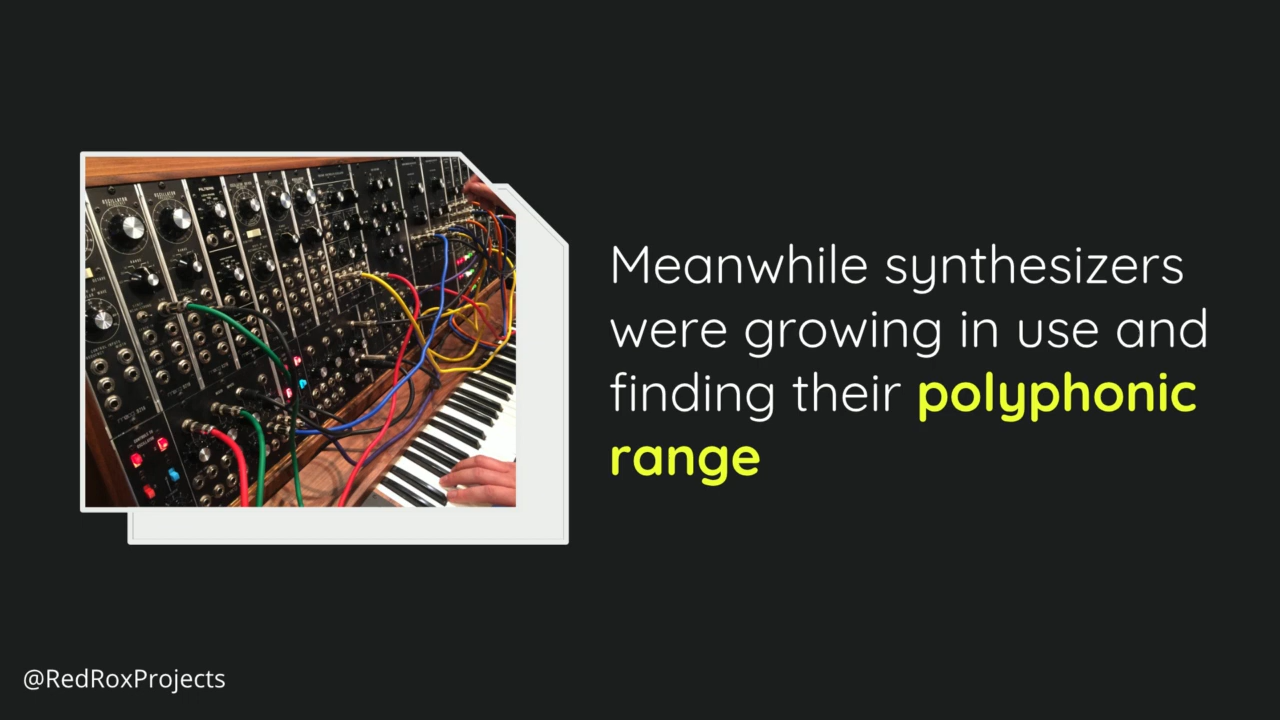 Meanwhile synthesizers
were growing in use and
finding their polyphonic
range
@RedRoxProjects